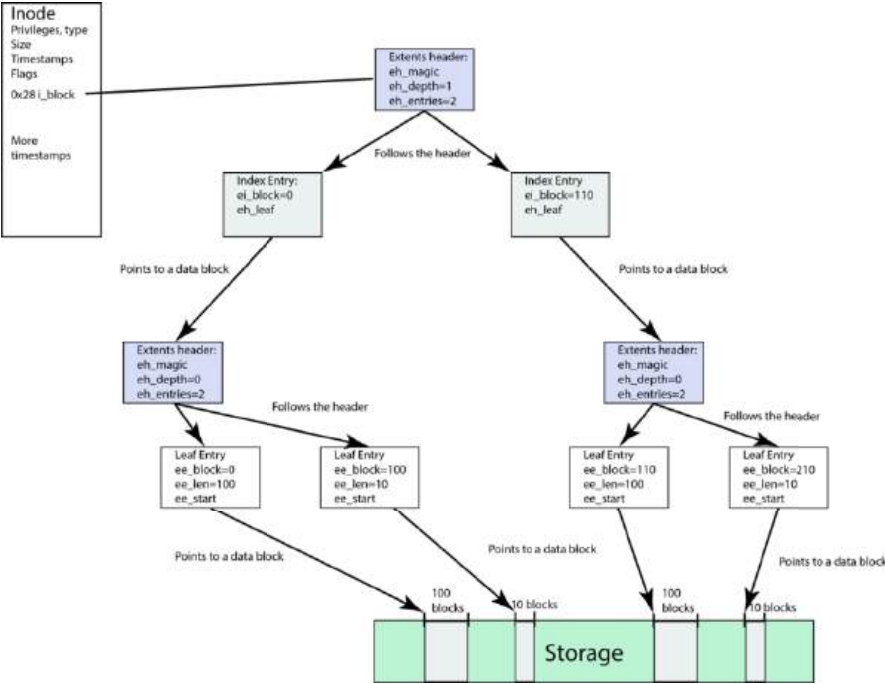 Inode
Privileges, type
Size
Timestamps
Flags
0x28 i_block
More
timestamps
Extents header:
eh_magic
eh_depth=1
eh_entries=2
Follows the header
Index Entry:
ei_block=0
eh_leaf
Index Entry
ei_block=110
eh_leaf
Points to a data block
Points to a data block
Extents header:
eh_magic
eh_depth=0
eh_entries=2
Extents header:
eh_magic
eh_depth=0
eh_entries=2
Follows the header
Follows the header
Leaf Entry
ee_block=0
ee_len=100
ee_start
Leaf Entry
ee_block=100
ee_len=10
ee_start
Leaf Entry
ee_block=110
ee_len=100
ee_start
Leaf Entry
ee_block=210
ee_len=10
ee_start
Points to a data block
Points to a data block
Points to a data block
100
blocks
10 blocks
100
blocks
10 blocks
Storage